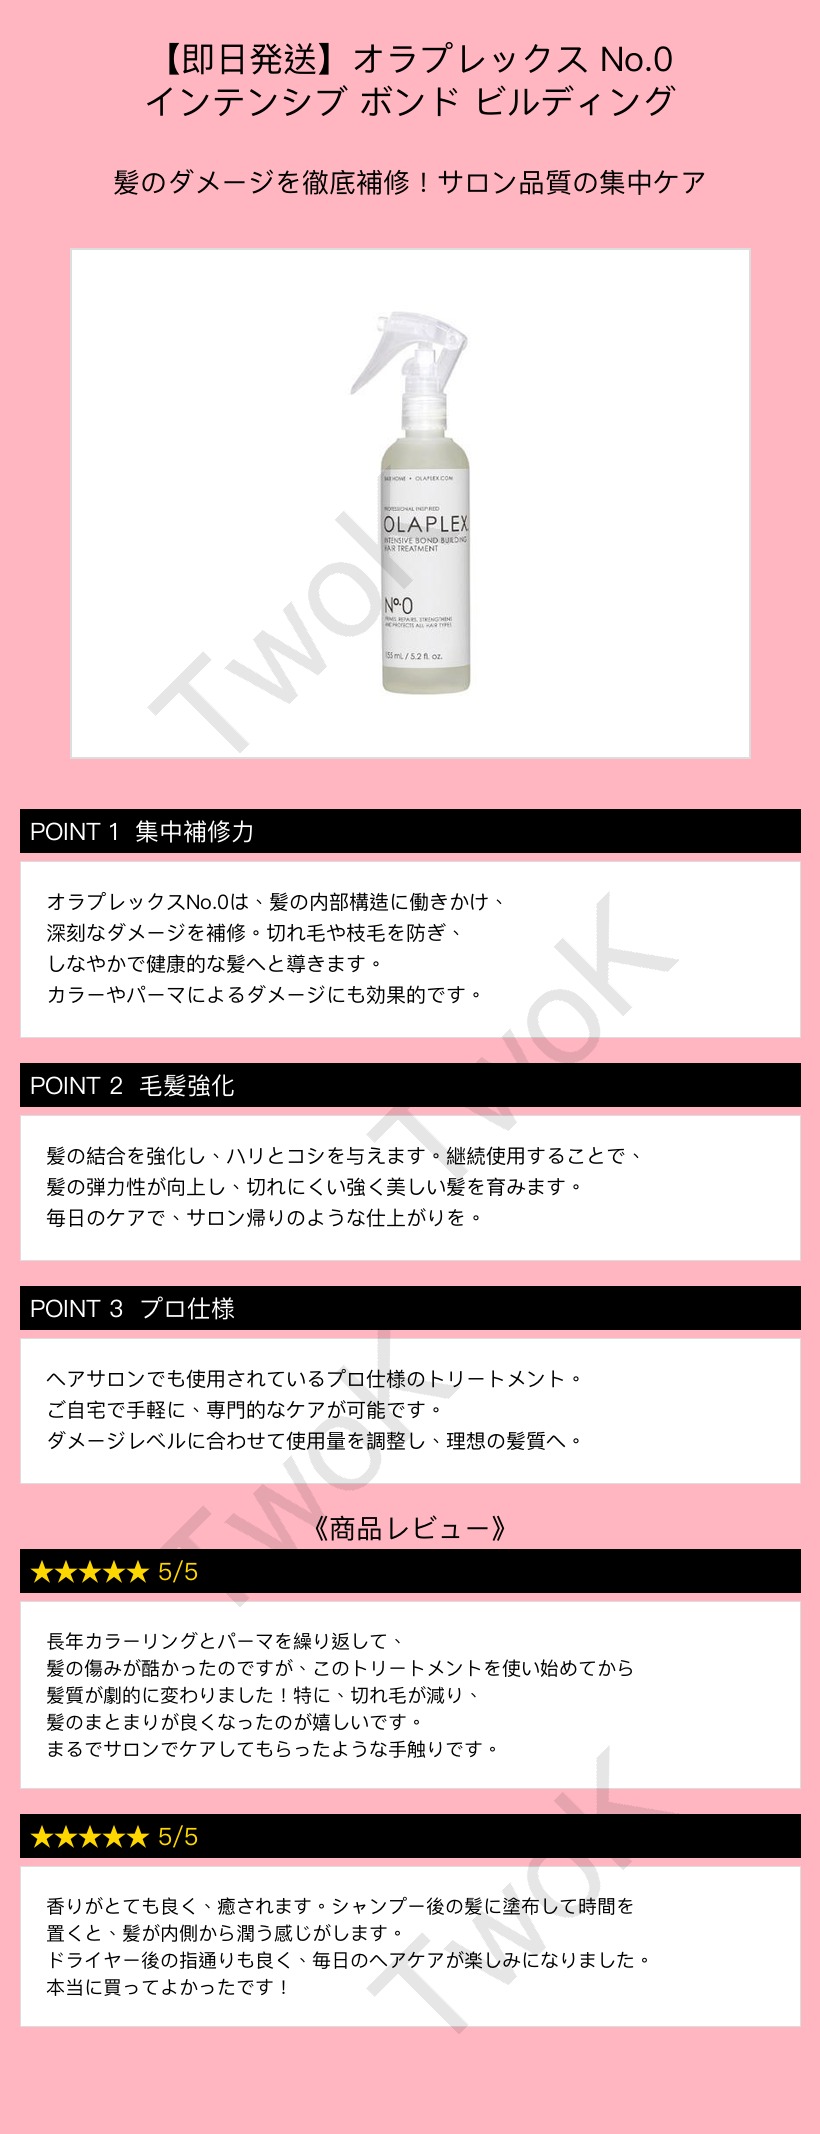 【即日発送】オラプレックス No.0
インテンシブ ボンド ビルディング
髪のダメージを徹底補修！サロン品質の集中ケア
HAIR HOME + OLAPLEX.COM
PROFESSIONAL INSPIRED
OLAPLEX.
INTENSIVE BOND BUILDING
HAIR TREATMENT
Nº.0
PRIMES, REPAIRS, STRENGTHENS
AND PROTECTS ALL HAIR TYPES
155 mL / 5.2 fl. oz.
TwoK
POINT 1 集中補修力
オラプレックスNo.0は、髪の内部構造に働きかけ、
深刻なダメージを補修。切れ毛や枝毛を防ぎ、
しなやかで健康的な髪へと導きます。
カラーやパーマによるダメージにも効果的です。
TwoK
POINT 2 毛髪強化
髪の結合を強化し、ハリとコシを与えます。継続使用することで、
髪の弾力性が向上し、切れにくい強く美しい髪を育みます。
毎日のケアで、サロン帰りのような仕上がりを。
POINT 3 プロ仕様
ヘアサロンでも使用されているプロ仕様のトリートメント。
ご自宅で手軽に、専門的なケアが可能です。
ダメージレベルに合わせて使用量を調整し、理想の髪質へ。
TwoK
《商品レビュー》
★★★★★ 5/5
長年カラーリングとパーマを繰り返して、
髪の傷みが酷かったのですが、このトリートメントを使い始めてから
髪質が劇的に変わりました！特に、切れ毛が減り、
髪のまとまりが良くなったのが嬉しいです。
まるでサロンでケアしてもらったような手触りです。
★★★★★ 5/5
香りがとても良く、癒されます。シャンプー後の髪に塗布して時間を
置くと、髪が内側から潤う感じがします。
ドライヤー後の指通りも良く、毎日のヘアケアが楽しみになりました。
本当に買ってよかったです！
TwoK